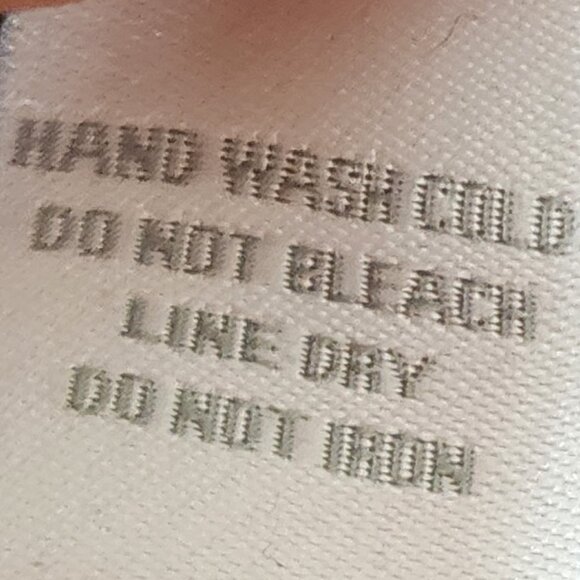 HAND WASH COLD
DO NOT BLEACH
LINE DRY
DO NOT IRON